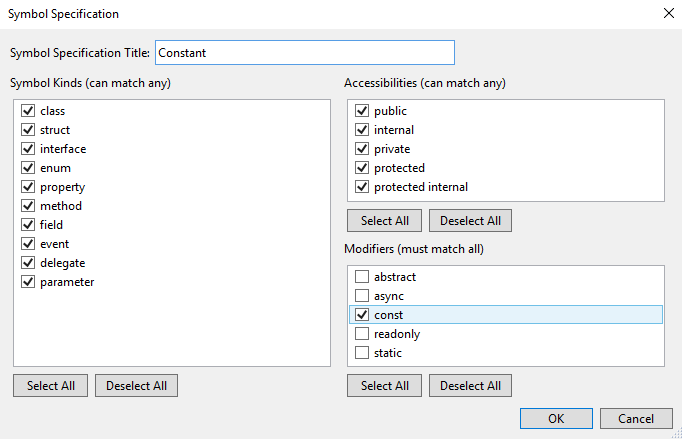 Symbol Specification
Symbol Specification Title: Constant
Symbol Kinds (can match any)
class
struct
interface
enum
property
method
field
event
delegate
parameter
Select All Deselect All
Accessibilities (can match any)
public
internal
private
protected
protected internal
Select All Deselect All
Modifiers (must match all)
abstract
async
const
readonly
static
Select All Deselect All
OK Cancel